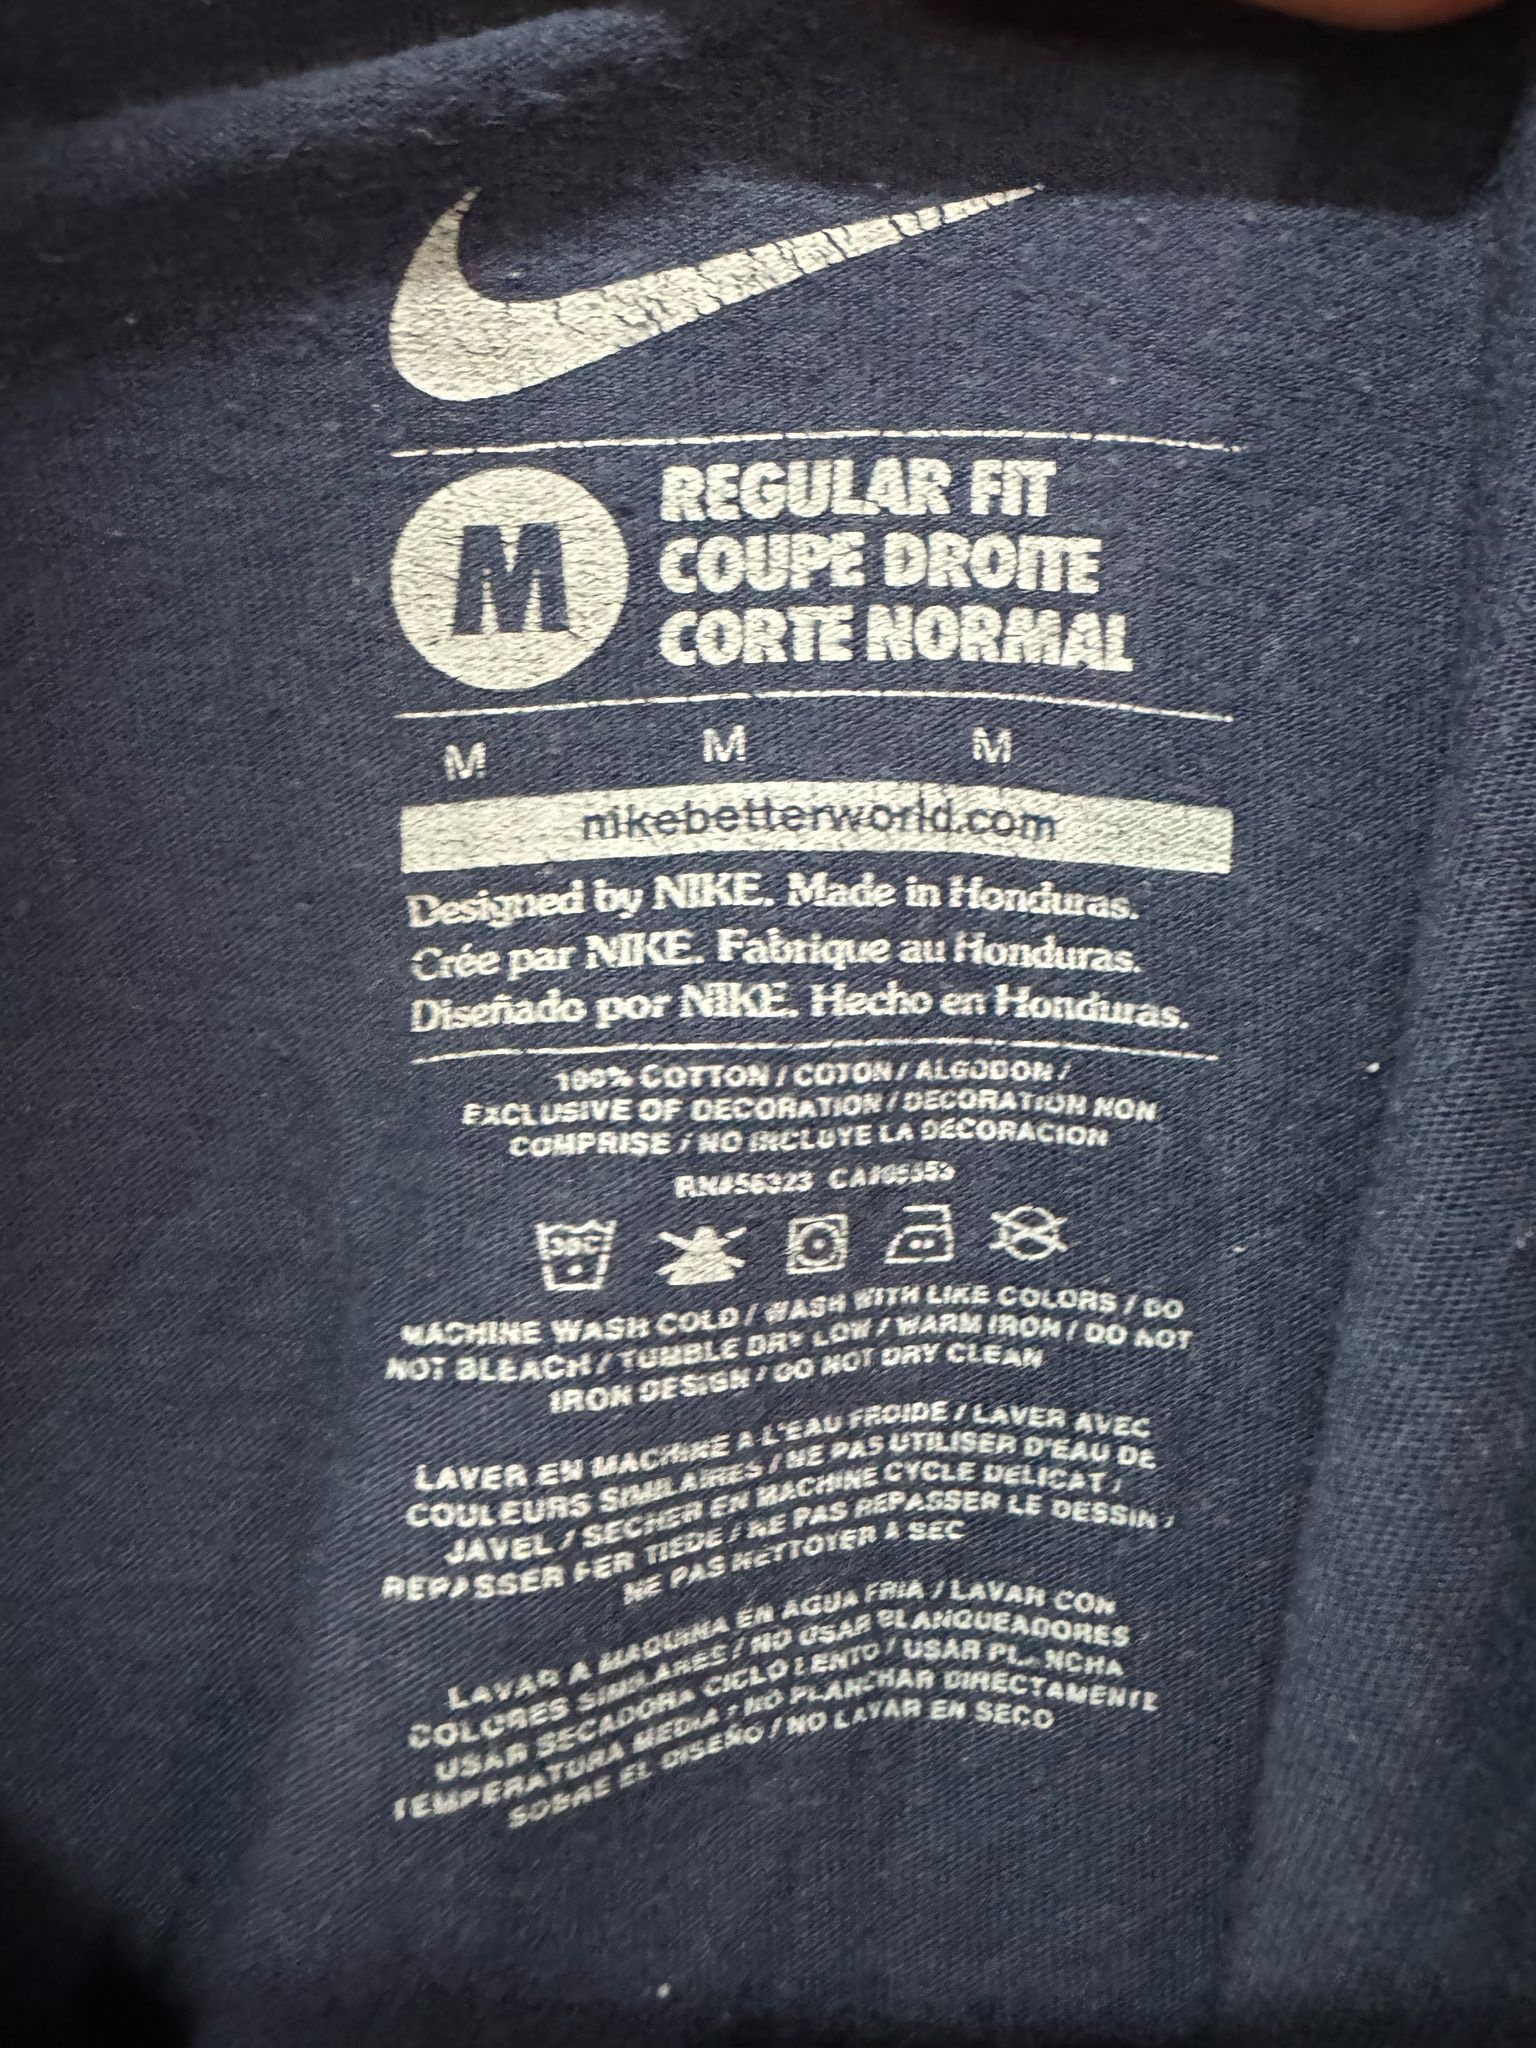 M
REGULAR FIT
COUPE DROITE
CORTE NORMAL
M M M
nikebetterworld.com
Designed by NIKE. Made in Honduras.
Crée par NIKE. Fabrique au Honduras.
Diseñado por NIKE. Hecho en Honduras.
100% COTTON / COTON / ALGODON /
EXCLUSIVE OF DECORATION / DECORATION NON
COMPRISE / NO INCLUYE LA DECORACION
RN#56323 CA#05553
30C
MACHINE WASH COLD / WASH WITH LIKE COLORS / DO
NOT BLEACH / TUMBLE DRY LOW / WARM IRON / DO NOT
IRON DESIGN / DO NOT DRY CLEAN
LAVER EN MACHINE A L'EAU FROIDE / LAVER AVEC
COULEURS SIMILAIRES / NE PAS UTILISER D'EAU DE
JAVEL / SECHER EN MACHINE CYCLE DELICAT /
REPASSER FER TIEDE / NE PAS REPASSER LE DESSIN /
NE PAS NETTOYER A SEC
LAVAR A MAQUINA EN AGUA FRIA / LAVAR CON
COLORES SIMILARES / NO USAR BLANQUEADORES
USAR SECADORA CICLO LENTO / USAR PLANCHA
TEMPERATURA MEDIA / NO PLANCHAR DIRECTAMENTE
SOBRE EL DISEÑO / NO LAVAR EN SECO